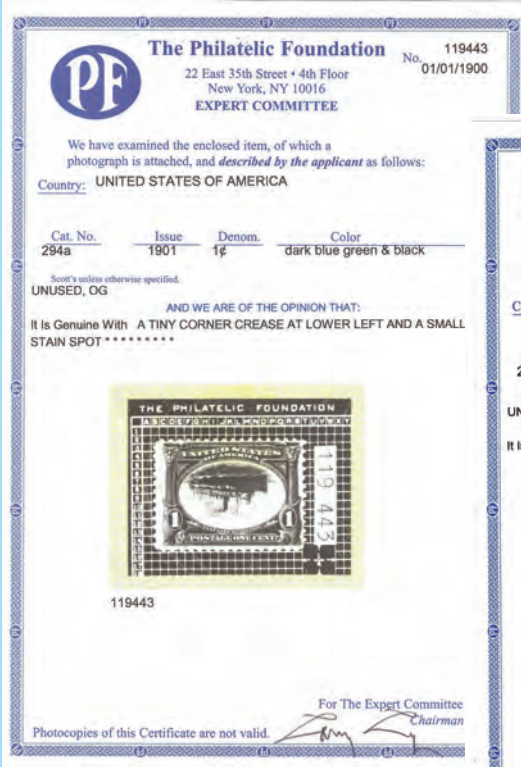 PF
The Philatelic Foundation
No. 119443
01/01/1900
22 East 35th Street • 4th Floor
New York, NY 10016
EXPERT COMMITTEE
We have examined the enclosed item, of which a
photograph is attached, and described by the applicant as follows:
Country: UNITED STATES OF AMERICA
Cat. No. Issue Denom. Color
294a 1901 1¢ dark blue green & black
Scott's unless otherwise specified.
UNUSED, OG
AND WE ARE OF THE OPINION THAT:
It Is Genuine With A TINY CORNER CREASE AT LOWER LEFT AND A SMALL
STAIN SPOT * * * * * * * * *
THE PHILATELIC FOUNDATION
ABCDEFGHIJKLMNOPQRSTUVWXY
UNITED STATES
OF AMERICA
1 1
POSTAGE ONE CENT
119 443
119443
For The Expert Committee
Chairman
Photocopies of this Certificate are not valid.
C
2
UN
It I